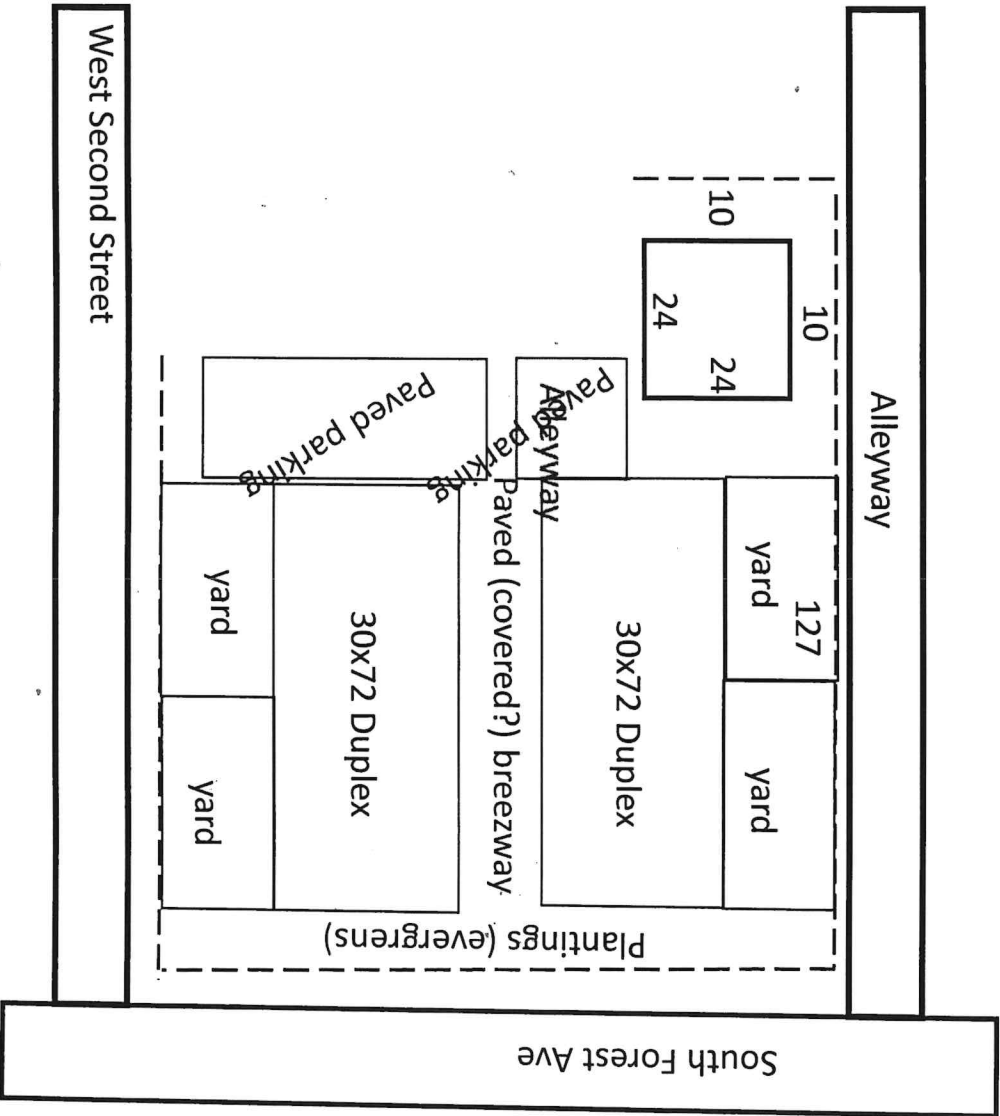 Alleyway
10
10
24
24
Paved parking
Alleyway
Paved parking
yard
127
yard
30x72 Duplex
Paved (covered?) breezway
30x72 Duplex
yard
yard
Plantings (evergrens)
West Second Street
South Forest Ave